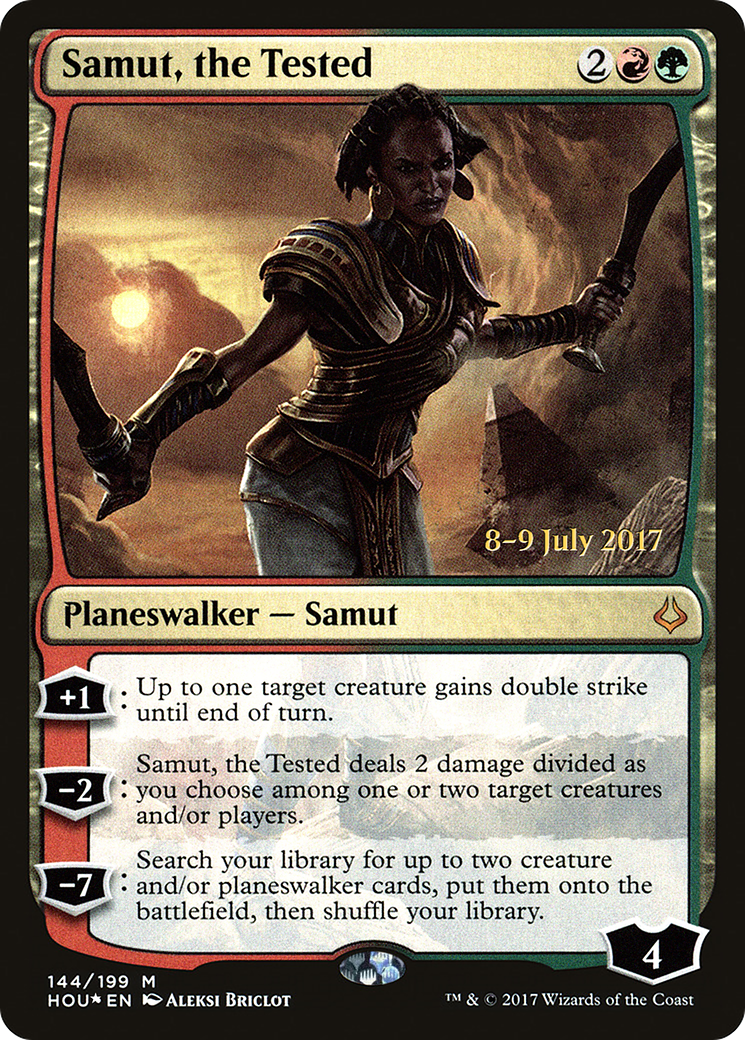 Samut, the Tested 2
8–9 July 2017
Planeswalker — Samut
+1 : Up to one target creature gains double strike
until end of turn.
−2 : Samut, the Tested deals 2 damage divided as
you choose among one or two target creatures
and/or players.
−7 : Search your library for up to two creature
and/or planeswalker cards, put them onto the
battlefield, then shuffle your library.
4
144/199 M
HOU★EN Aleksi Briclot
™ & © 2017 Wizards of the Coast